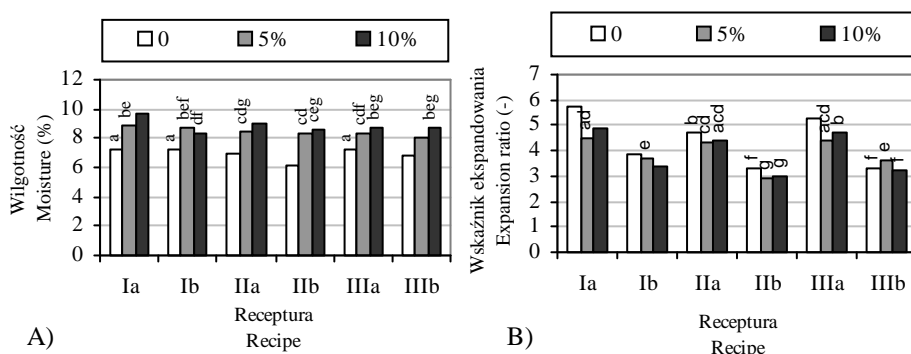 0 5% 10%
Wilgotność
Moisture (%)
12
10
8
6
4
2
0
a be a bef df cdg cd ceg a cdf beg beg
Ia Ib IIa IIb IIIa IIIb
Receptura
Recipe
A)
0 5% 10%
Wskaźnik ekspandowania
Expansion ratio (-)
7
6
5
4
3
2
1
0
ad e b cd acd f g g acd b f e f
Ia Ib IIa IIb IIIa IIIb
Receptura
Recipe
B)